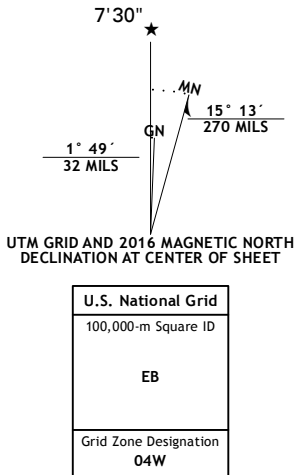 7'30"
★
MN
GN
15° 13´
270 MILS
1° 49´
32 MILS
UTM GRID AND 2016 MAGNETIC NORTH
DECLINATION AT CENTER OF SHEET
U.S. National Grid
100,000-m Square ID
EB
Grid Zone Designation
04W